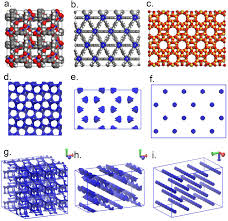 a. b. c.
d. e. f.
g. h. i.